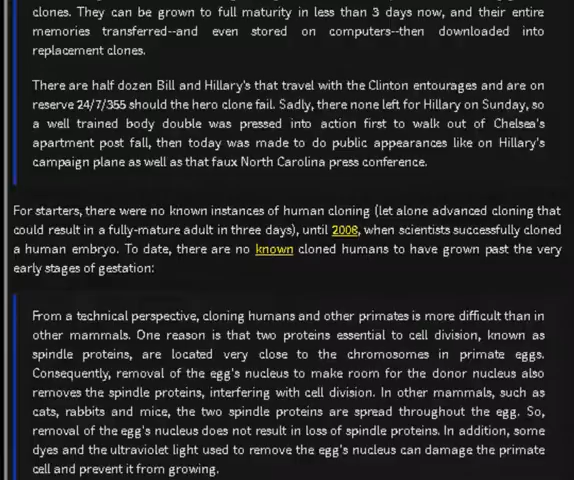 clones. They can be grown to full maturity in less than 3 days now, and their entire
memories transferred--and even stored on computers--then downloaded into
replacement clones.
There are half dozen Bill and Hillary's that travel with the Clinton entourages and are on
reserve 24/7/355 should the hero clone fail. Sadly, there none left for Hillary on Sunday, so
a well trained body double was pressed into action first to walk out of Chelsea's
apartment post fall, then today was made to do public appearances like on Hillary's
campaign plane as well as that faux North Carolina press conference.
For starters, there were no known instances of human cloning (let alone advanced cloning that
could result in a fully-mature adult in three days), until 2008, when scientists successfully cloned
a human embryo. To date, there are no known cloned humans to have grown past the very
early stages of gestation:
From a technical perspective, cloning humans and other primates is more difficult than in
other mammals. One reason is that two proteins essential to cell division, known as
spindle proteins, are located very close to the chromosomes in primate eggs.
Consequently, removal of the egg's nucleus to make room for the donor nucleus also
removes the spindle proteins, interfering with cell division. In other mammals, such as
cats, rabbits and mice, the two spindle proteins are spread throughout the egg. So,
removal of the egg's nucleus does not result in loss of spindle proteins. In addition, some
dyes and the ultraviolet light used to remove the egg's nucleus can damage the primate
cell and prevent it from growing.